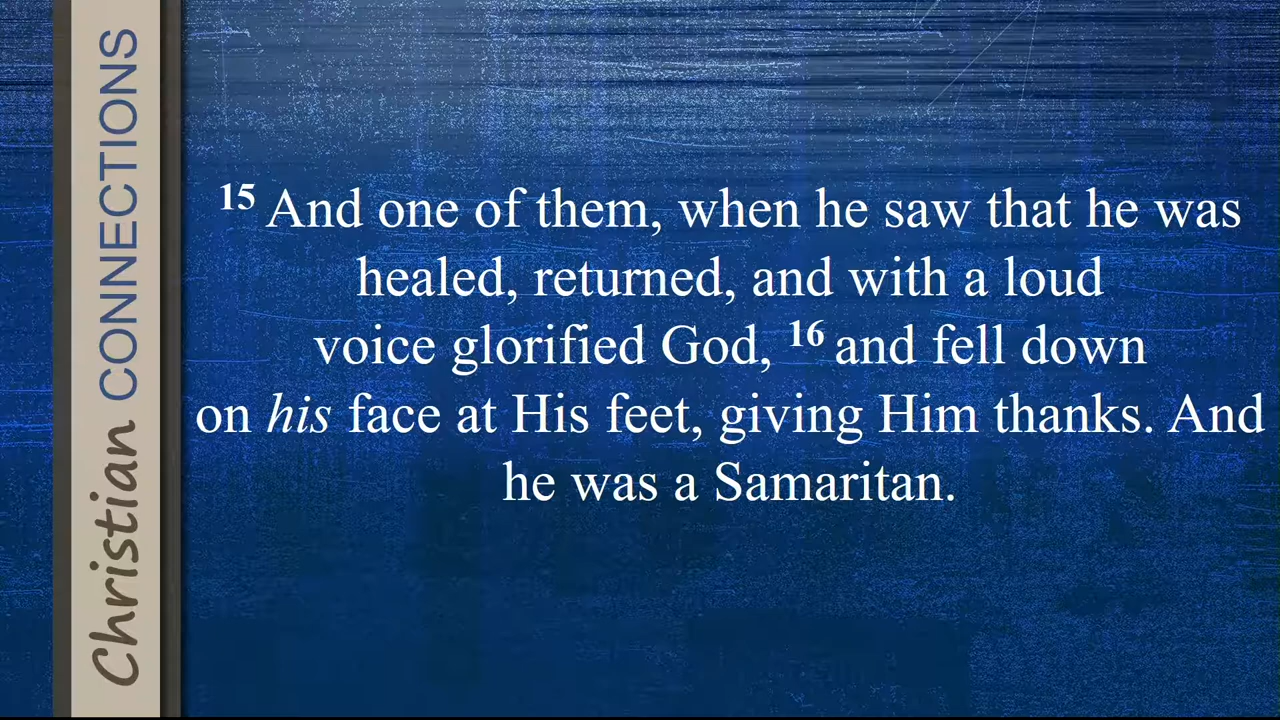 Christian CONNECTIONS
15 And one of them, when he saw that he was
healed, returned, and with a loud
voice glorified God, 16 and fell down
on his face at His feet, giving Him thanks. And
he was a Samaritan.